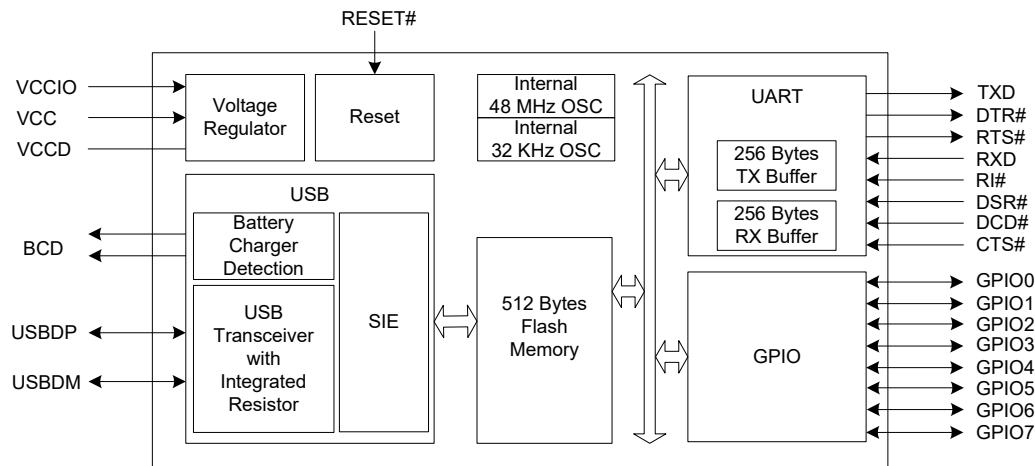 RESET#
VCCIO
VCC
VCCD
Voltage
Regulator
Reset
Internal
48 MHz OSC
Internal
32 KHz OSC
UART
256 Bytes
TX Buffer
256 Bytes
RX Buffer
TXD
DTR#
RTS#
RXD
RI#
DSR#
DCD#
CTS#
USB
Battery
Charger
Detection
USB
Transceiver
with
Integrated
Resistor
SIE
BCD
USBDP
USBDM
512 Bytes
Flash
Memory
GPIO
GPIO0
GPIO1
GPIO2
GPIO3
GPIO4
GPIO5
GPIO6
GPIO7